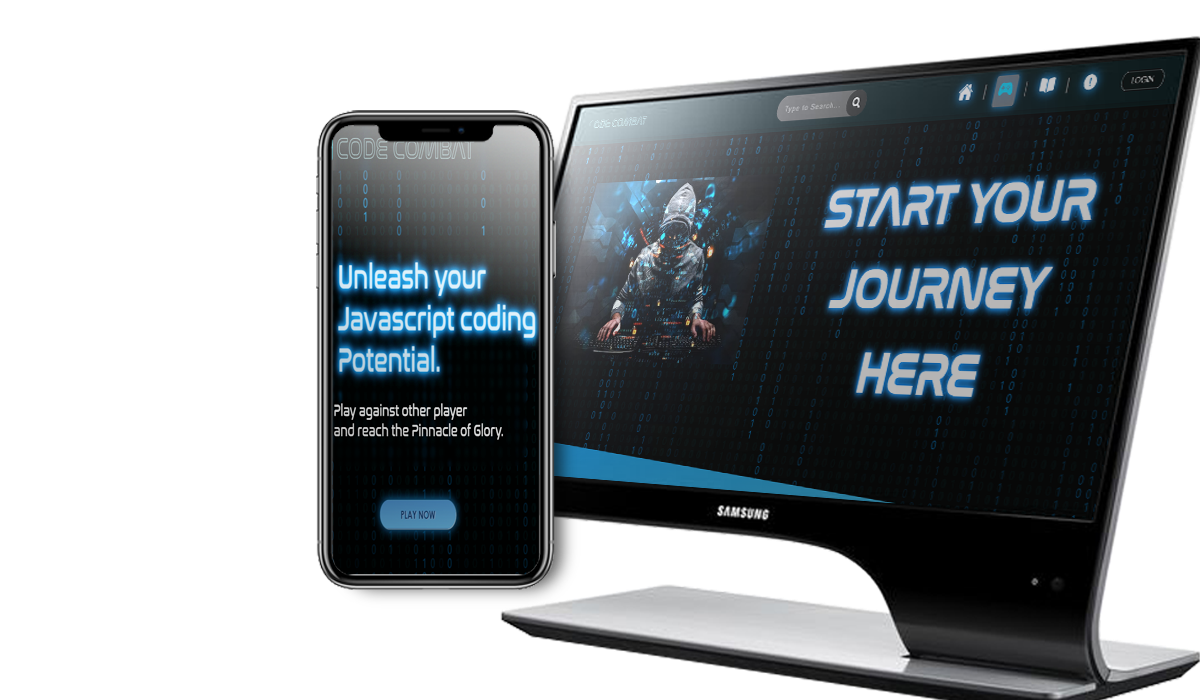 CODE COMBAT
Unleash your
Javascript coding
Potential.
Play against other player
and reach the Pinnacle of Glory.
PLAY NOW
CODE COMBAT
Type to Search...
LOGIN
START YOUR
JOURNEY
HERE
SAMSUNG